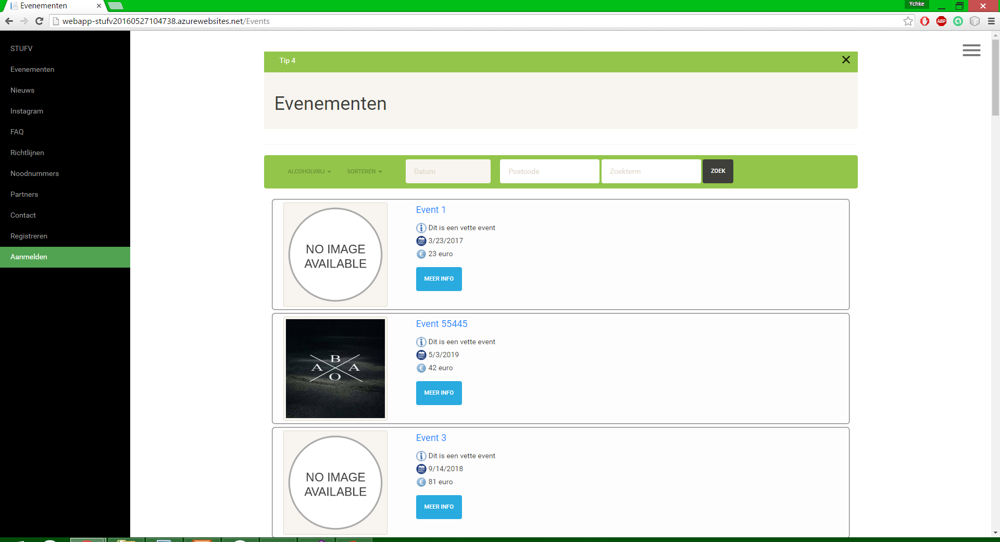 Evenementen
Ychke
webapp-stufv20160527104738.azurewebsites.net/Events
ABP
STUFV
Evenementen
Nieuws
Instagram
FAQ
Richtlijnen
Noodnummers
Partners
Contact
Registreren
Aanmelden
Tip 4
Evenementen
ALCOHOLVRIJ
SORTEREN
Datum
Postcode
Zoekterm
ZOEK
NO IMAGE
AVAILABLE
Event 1
Dit is een vette event
3/23/2017
€ 23 euro
MEER INFO
B
A A
O
Event 55445
Dit is een vette event
5/3/2019
€ 42 euro
MEER INFO
NO IMAGE
AVAILABLE
Event 3
Dit is een vette event
9/14/2018
€ 81 euro
MEER INFO